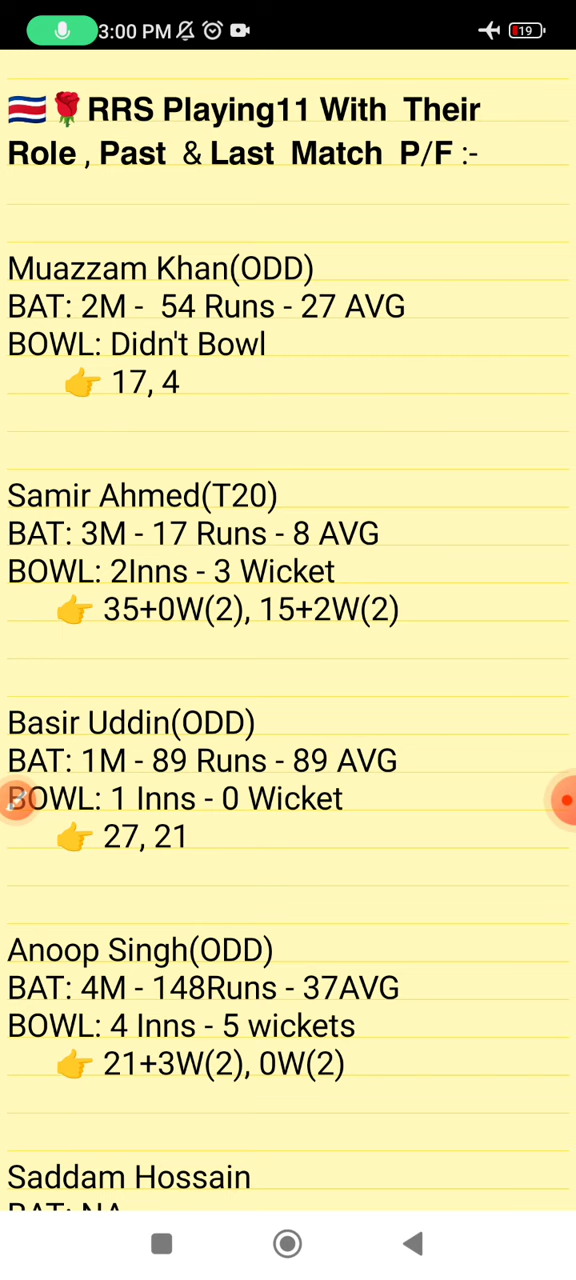 3:00 PM
19
RRS Playing11 With Their
Role , Past & Last Match P/F :-
Muazzam Khan(ODD)
BAT: 2M - 54 Runs - 27 AVG
BOWL: Didn't Bowl
👉 17, 4
Samir Ahmed(T20)
BAT: 3M - 17 Runs - 8 AVG
BOWL: 2Inns - 3 Wicket
👉 35+0W(2), 15+2W(2)
Basir Uddin(ODD)
BAT: 1M - 89 Runs - 89 AVG
BOWL: 1 Inns - 0 Wicket
👉 27, 21
Anoop Singh(ODD)
BAT: 4M - 148Runs - 37AVG
BOWL: 4 Inns - 5 wickets
👉 21+3W(2), 0W(2)
Saddam Hossain
BAT: NA